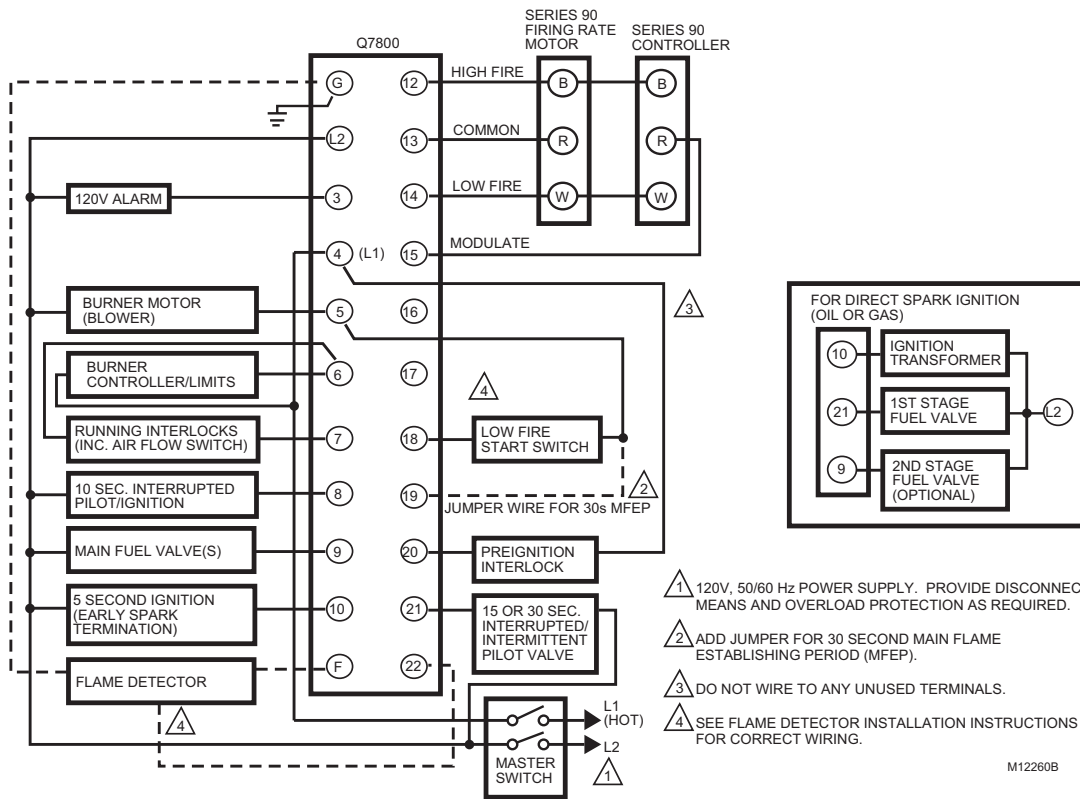 SERIES 90
FIRING RATE
MOTOR
SERIES 90
CONTROLLER
Q7800
G
12
HIGH FIRE
B
B
L2
13
COMMON
R
R
120V ALARM
3
14
LOW FIRE
W
W
4
(L1)
15
MODULATE
3
BURNER MOTOR
(BLOWER)
5
16
BURNER
CONTROLLER/LIMITS
6
17
4
RUNNING INTERLOCKS
(INC. AIR FLOW SWITCH)
7
18
LOW FIRE
START SWITCH
10 SEC. INTERRUPTED
PILOT/IGNITION
8
19
2
JUMPER WIRE FOR 30s MFEP
MAIN FUEL VALVE(S)
9
20
PREIGNITION
INTERLOCK
5 SECOND IGNITION
(EARLY SPARK
TERMINATION)
10
21
15 OR 30 SEC.
INTERRUPTED/
INTERMITTENT
PILOT VALVE
FLAME DETECTOR
F
22
4
L1
(HOT)
L2
MASTER
SWITCH
1
FOR DIRECT SPARK IGNITION
(OIL OR GAS)
10
IGNITION
TRANSFORMER
21
1ST STAGE
FUEL VALVE
L2
9
2ND STAGE
FUEL VALVE
(OPTIONAL)
1 120V, 50/60 Hz POWER SUPPLY. PROVIDE DISCONNEC
MEANS AND OVERLOAD PROTECTION AS REQUIRED.
2 ADD JUMPER FOR 30 SECOND MAIN FLAME
ESTABLISHING PERIOD (MFEP).
3 DO NOT WIRE TO ANY UNUSED TERMINALS.
4 SEE FLAME DETECTOR INSTALLATION INSTRUCTIONS
FOR CORRECT WIRING.
M12260B